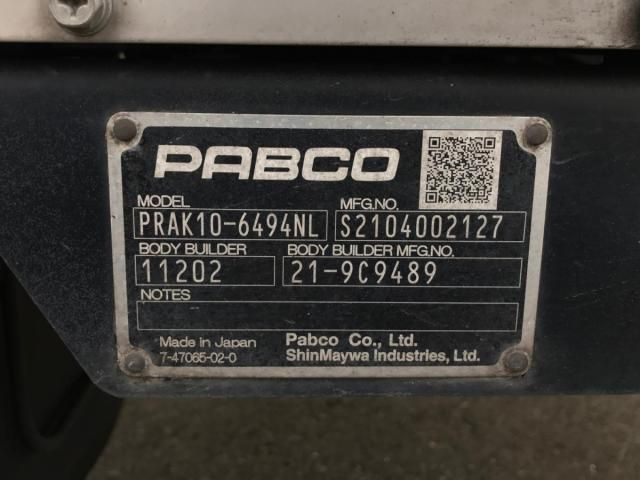 PABCO
MODEL MFG.NO.
PRAK10-6494NL S2104002127
BODY BUILDER BODY BUILDER MFG.NO.
11202 21-9C9489
NOTES
Made in Japan Pabco Co., Ltd.
7-47065-02-0 ShinMaywa Industries, Ltd.